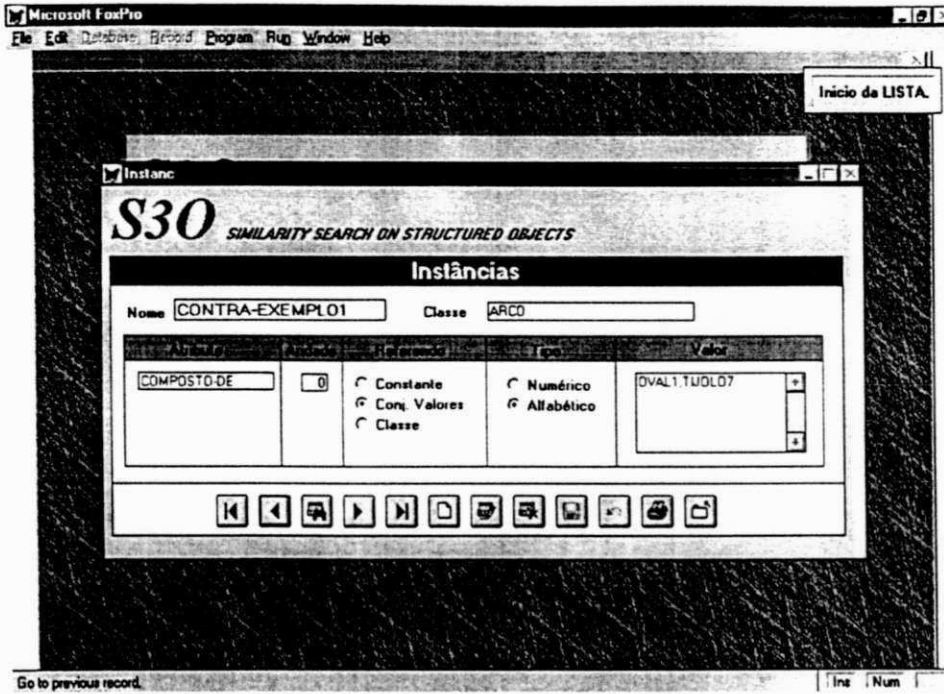 Microsoft FoxPro
File Edit Database Record Program Run Window Help
Inicio da LISTA.
Instanc
S3O SIMILARITY SEARCH ON STRUCTURED OBJECTS
Instâncias
Nome CONTRA-EXEMPLO1 Classe ARCO
Atributo Tipo Valor
COMPOSTO-DE 0 Constante Numérico OVAL1,TIJOLO7
Conj. Valores Alfabético
Classe
Go to previous record. Ins Num